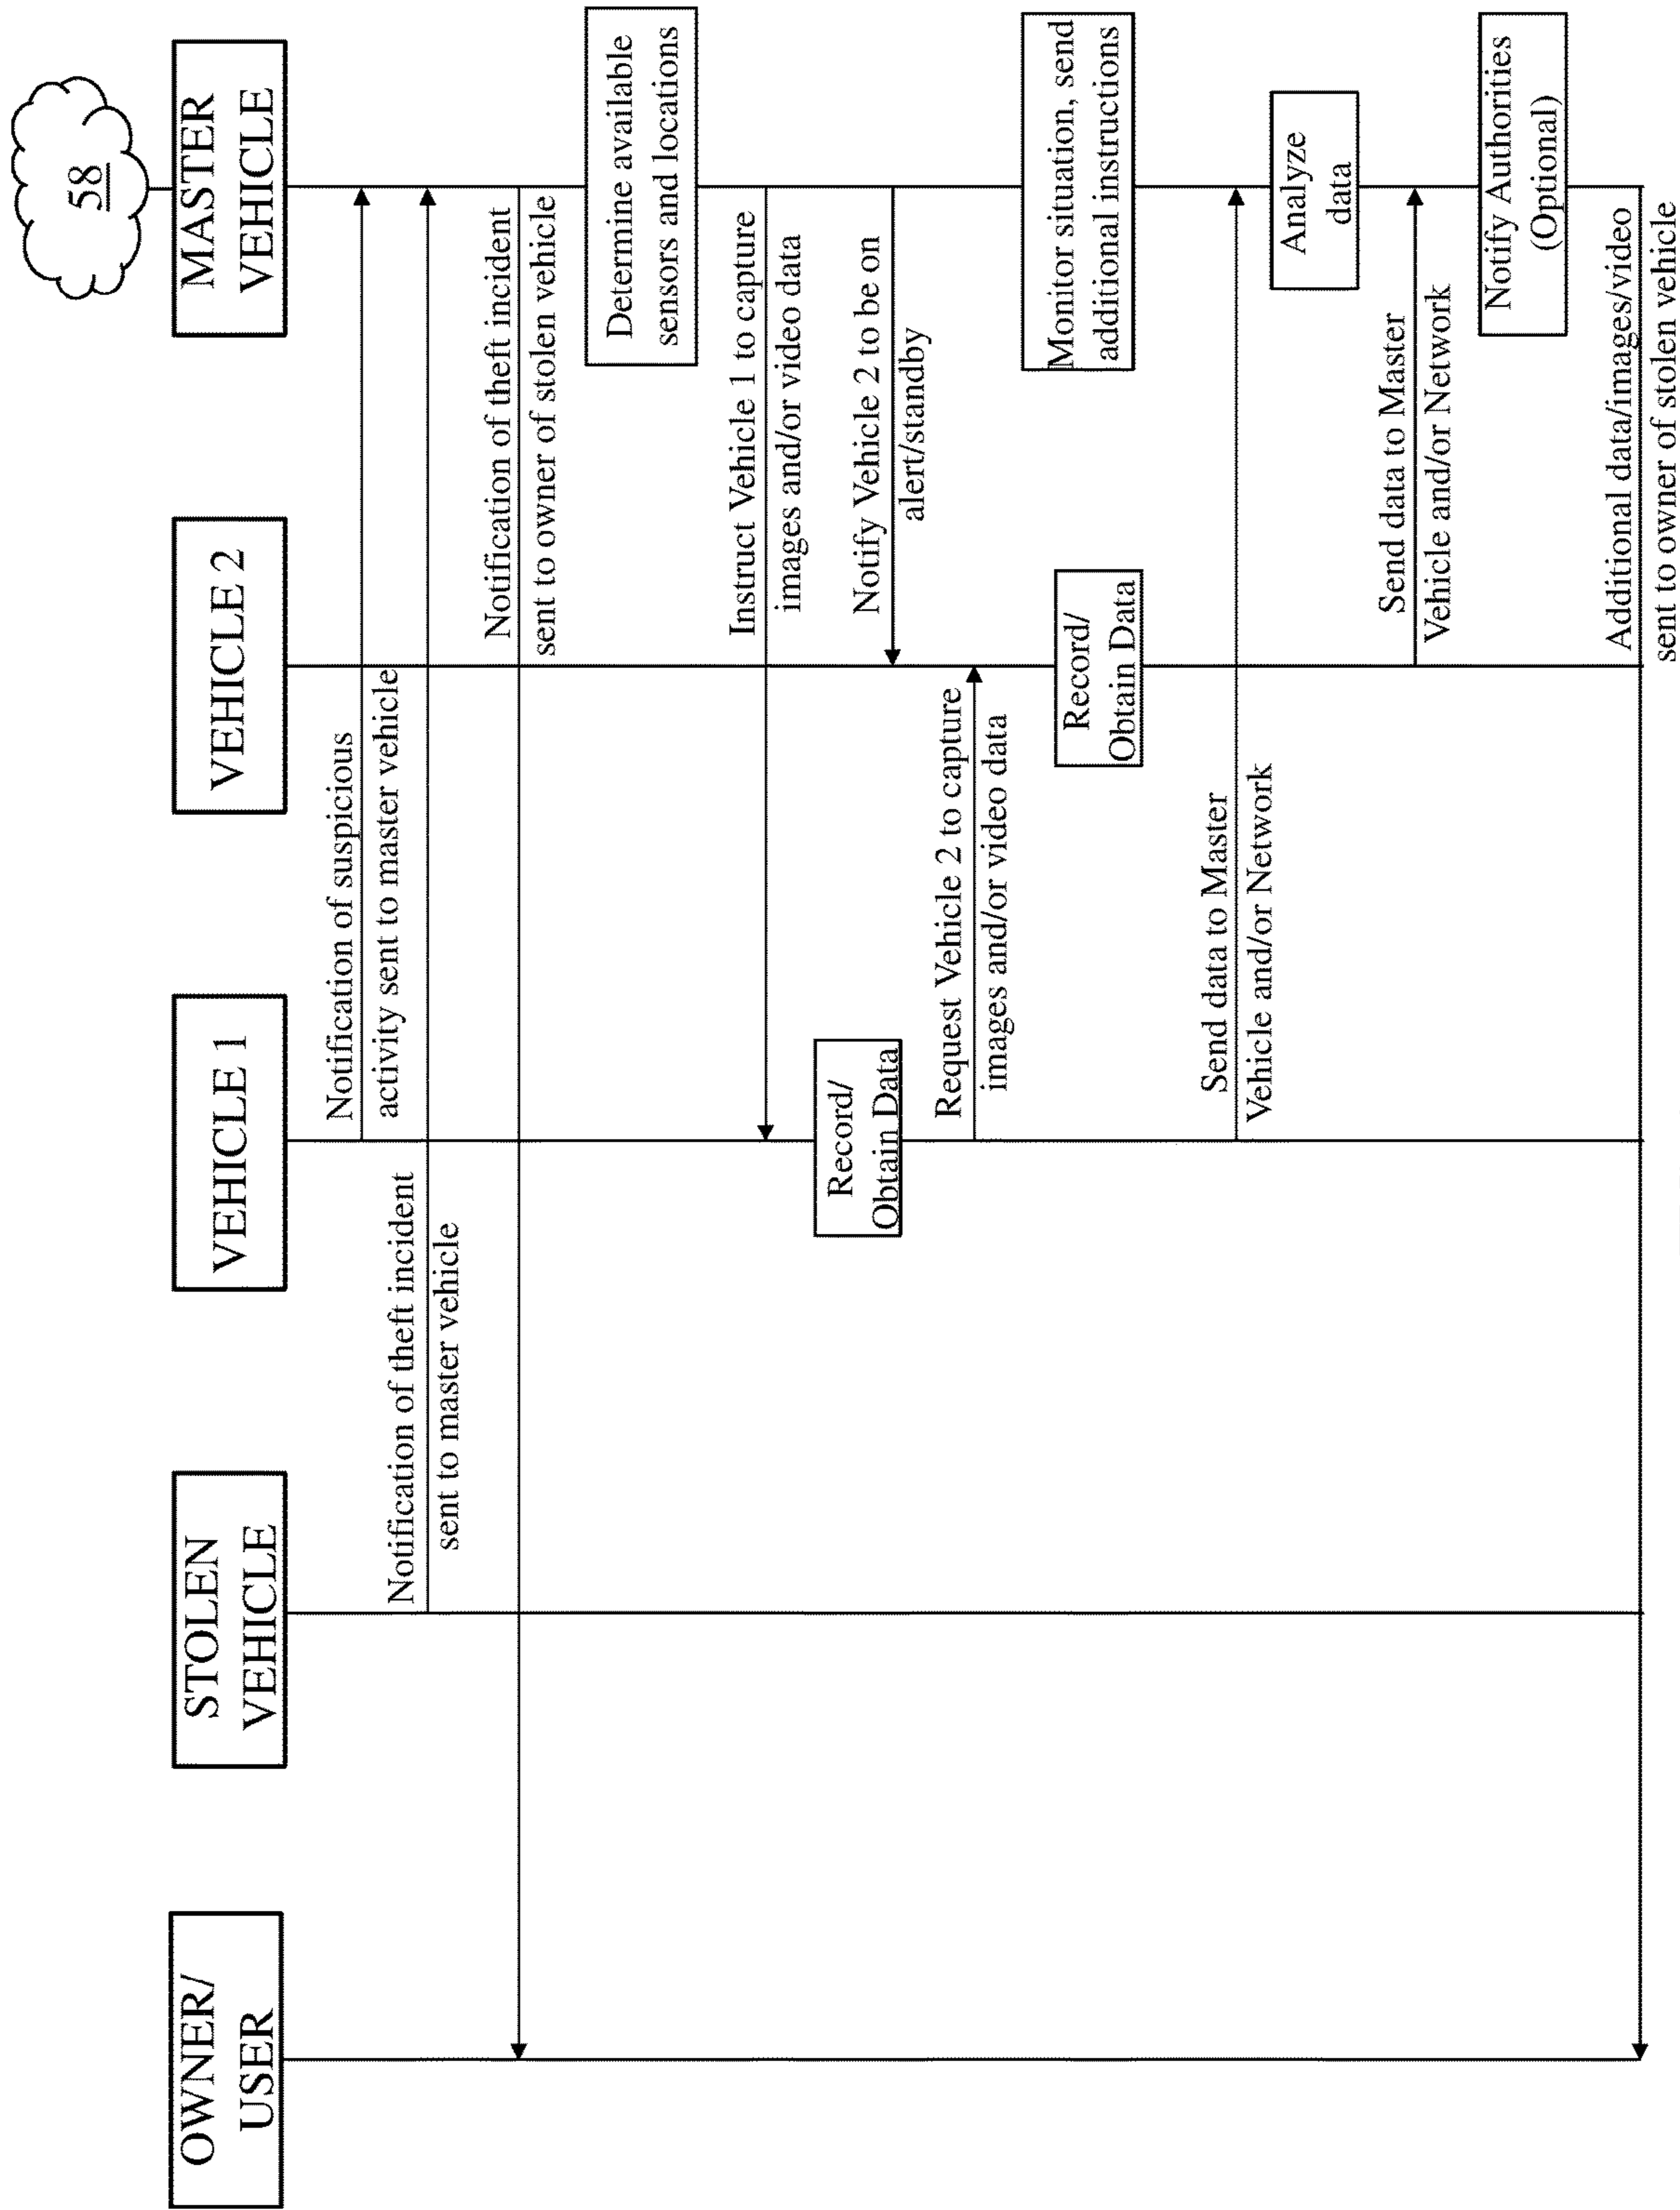 58
OWNER/
USER
STOLEN
VEHICLE
VEHICLE 1
VEHICLE 2
MASTER
VEHICLE
Notification of suspicious
activity sent to master vehicle
Notification of theft incident
sent to master vehicle
Notification of theft incident
sent to owner of stolen vehicle
Determine available
sensors and locations
Instruct Vehicle 1 to capture
images and/or video data
Record/
Obtain Data
Notify Vehicle 2 to be on
alert/standby
Request Vehicle 2 to capture
images and/or video data
Monitor situation, send
additional instructions
Record/
Obtain Data
Send data to Master
Vehicle and/or Network
Analyze
data
Send data to Master
Vehicle and/or Network
Notify Authorities
(Optional)
Additional data/images/video
sent to owner of stolen vehicle